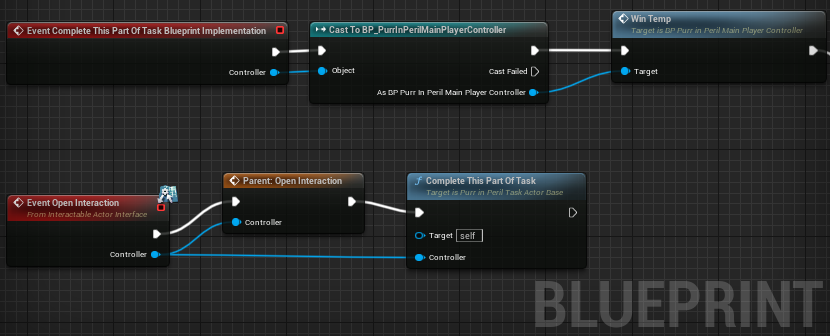 Event Complete This Part Of Task Blueprint Implementation
Controller
Cast To BP_PurrInPerilMainPlayerController
Object
Cast Failed
As BP Purr In Peril Main Player Controller
Win Temp
Target is BP Purr in Peril Main Player Controller
Target
Event Open Interaction
From Interactable Actor Interface
Controller
Parent: Open Interaction
Controller
f Complete This Part Of Task
Target is Purr in Peril Task Actor Base
Target self
Controller
BLUEPRINT